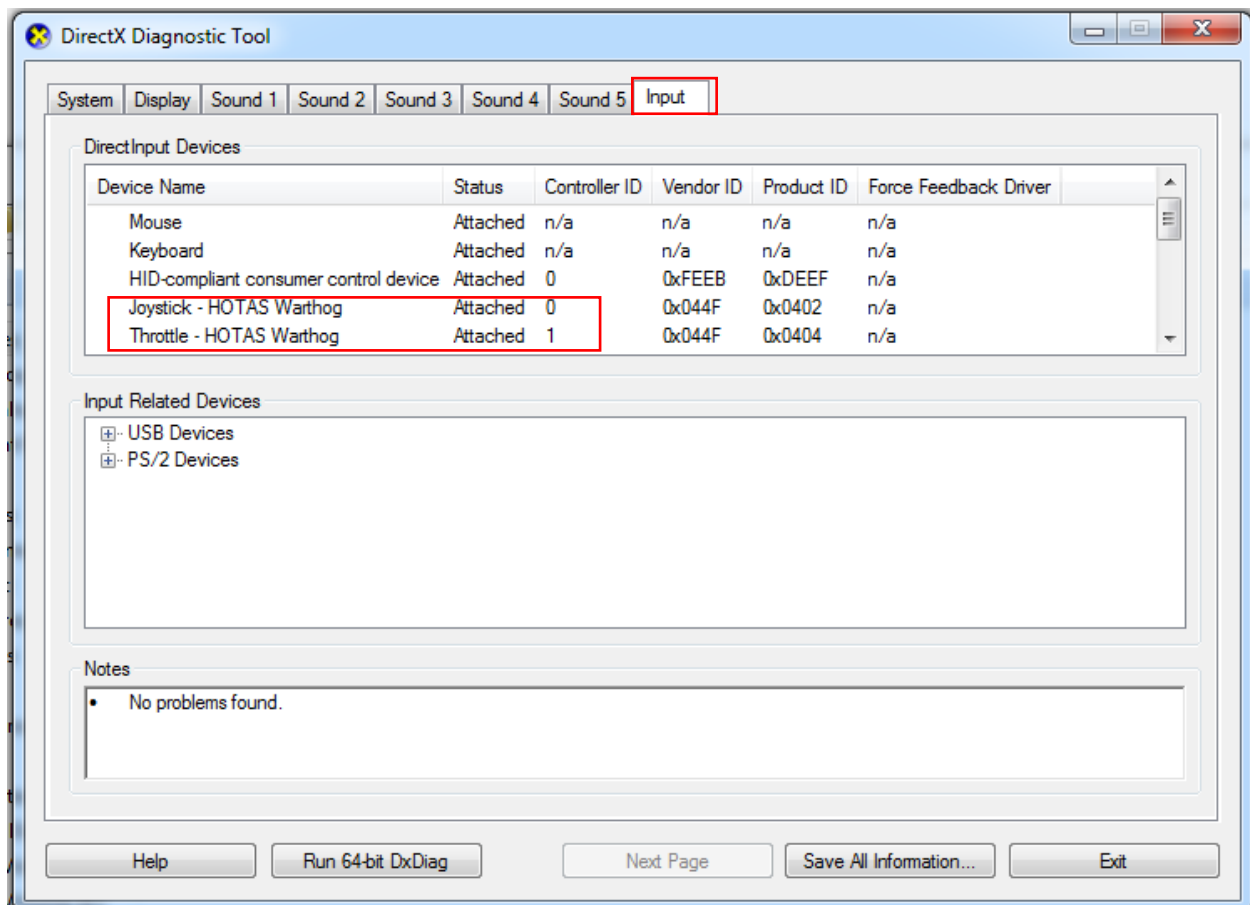 DirectX Diagnostic Tool
System Display Sound 1 Sound 2 Sound 3 Sound 4 Sound 5 Input
DirectInput Devices
Device Name Status Controller ID Vendor ID Product ID Force Feedback Driver
Mouse Attached n/a n/a n/a n/a
Keyboard Attached n/a n/a n/a n/a
HID-compliant consumer control device Attached 0 0xFEEB 0xDEEF n/a
Joystick - HOTAS Warthog Attached 0 0x044F 0x0402 n/a
Throttle - HOTAS Warthog Attached 1 0x044F 0x0404 n/a
Input Related Devices
USB Devices
PS/2 Devices
Notes
• No problems found.
Help Run 64-bit DxDiag Next Page Save All Information... Exit